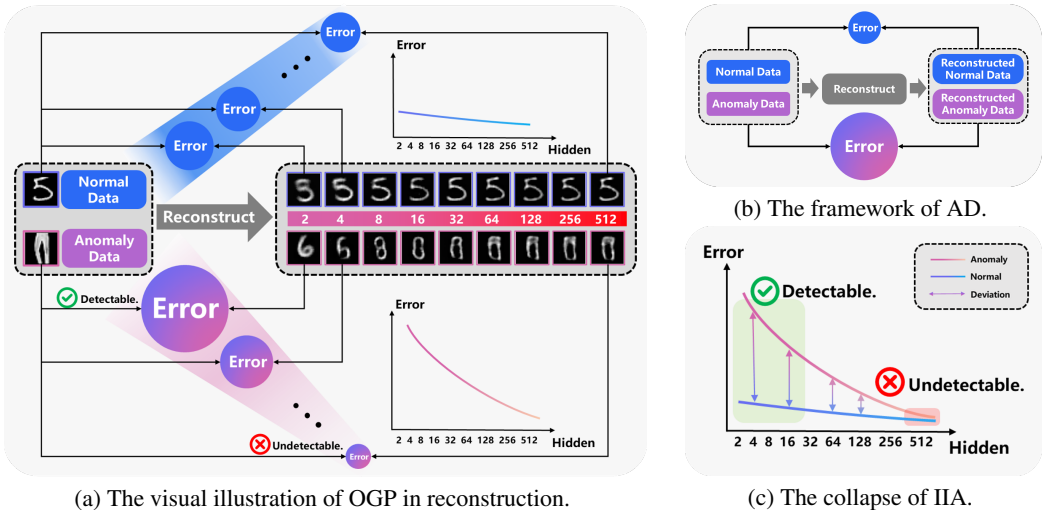 Error
Error
Error
Error
2 4 8 16 32 64 128 256 512
Hidden
Normal
Data
Anomaly
Data
Reconstruct
2 4 8 16 32 64 128 256 512
Detectable.
Error
Error
Undetectable.
Error
Error
2 4 8 16 32 64 128 256 512
Hidden
(a) The visual illustration of OGP in reconstruction.
Error
Normal Data
Anomaly Data
Reconstruct
Reconstructed
Normal Data
Reconstructed
Anomaly Data
Error
(b) The framework of AD.
Error
Anomaly
Normal
Deviation
Detectable.
Undetectable.
2 4 8 16 32 64 128 256 512
Hidden
(c) The collapse of IIA.